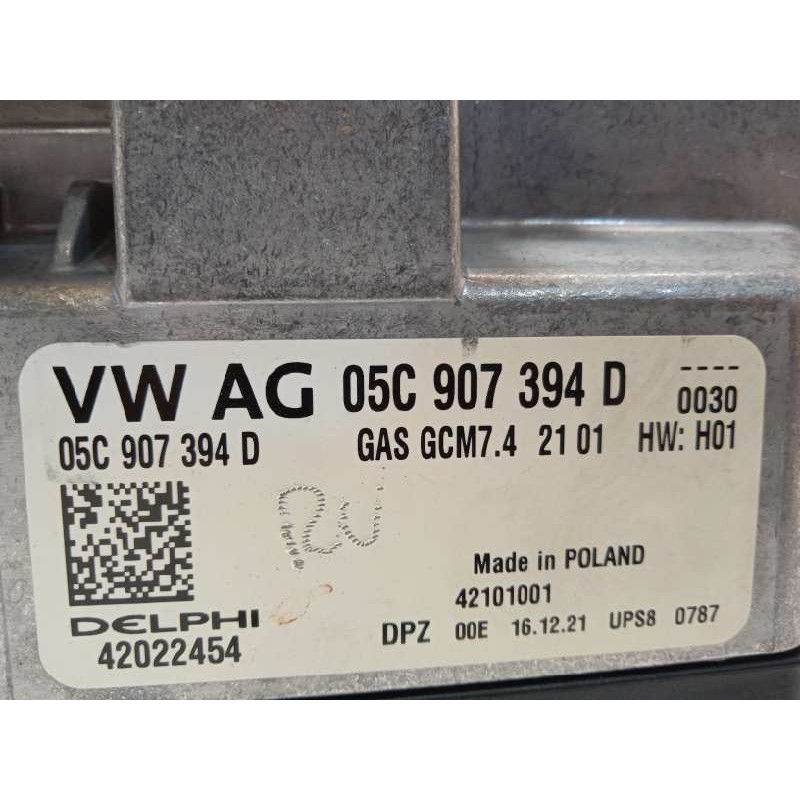 VW AG 05C 907 394 D ----
0030
05C 907 394 D GAS GCM7.4 21 01 HW: H01
Made in POLAND
42101001
DELPHI
42022454
DPZ 00E 16.12.21 UPS8 0787